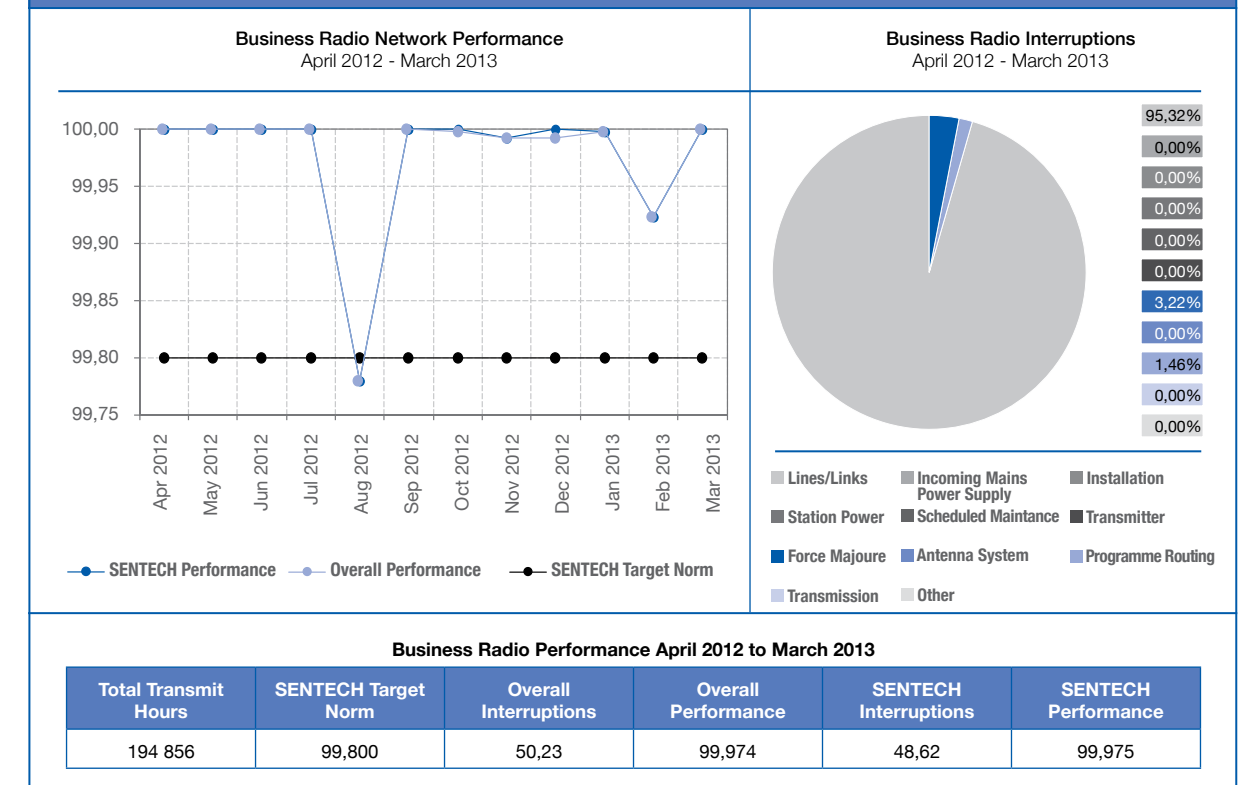 Business Radio Network Performance
April 2012 - March 2013
100,00
99,95
99,90
99,85
99,80
99,75
Apr 2012
May 2012
Jun 2012
Jul 2012
Aug 2012
Sep 2012
Oct 2012
Nov 2012
Dec 2012
Jan 2013
Feb 2013
Mar 2013
SENTECH Performance
Overall Performance
SENTECH Target Norm
Business Radio Interruptions
April 2012 - March 2013
95,32%
0,00%
0,00%
0,00%
0,00%
0,00%
3,22%
0,00%
1,46%
0,00%
0,00%
Lines/Links
Incoming Mains
Power Supply
Installation
Station Power
Scheduled Maintance
Transmitter
Force Majoure
Antenna System
Programme Routing
Transmission
Other
Business Radio Performance April 2012 to March 2013
Total Transmit
Hours
SENTECH Target
Norm
Overall
Interruptions
Overall
Performance
SENTECH
Interruptions
SENTECH
Performance
194 856
99,800
50,23
99,974
48,62
99,975